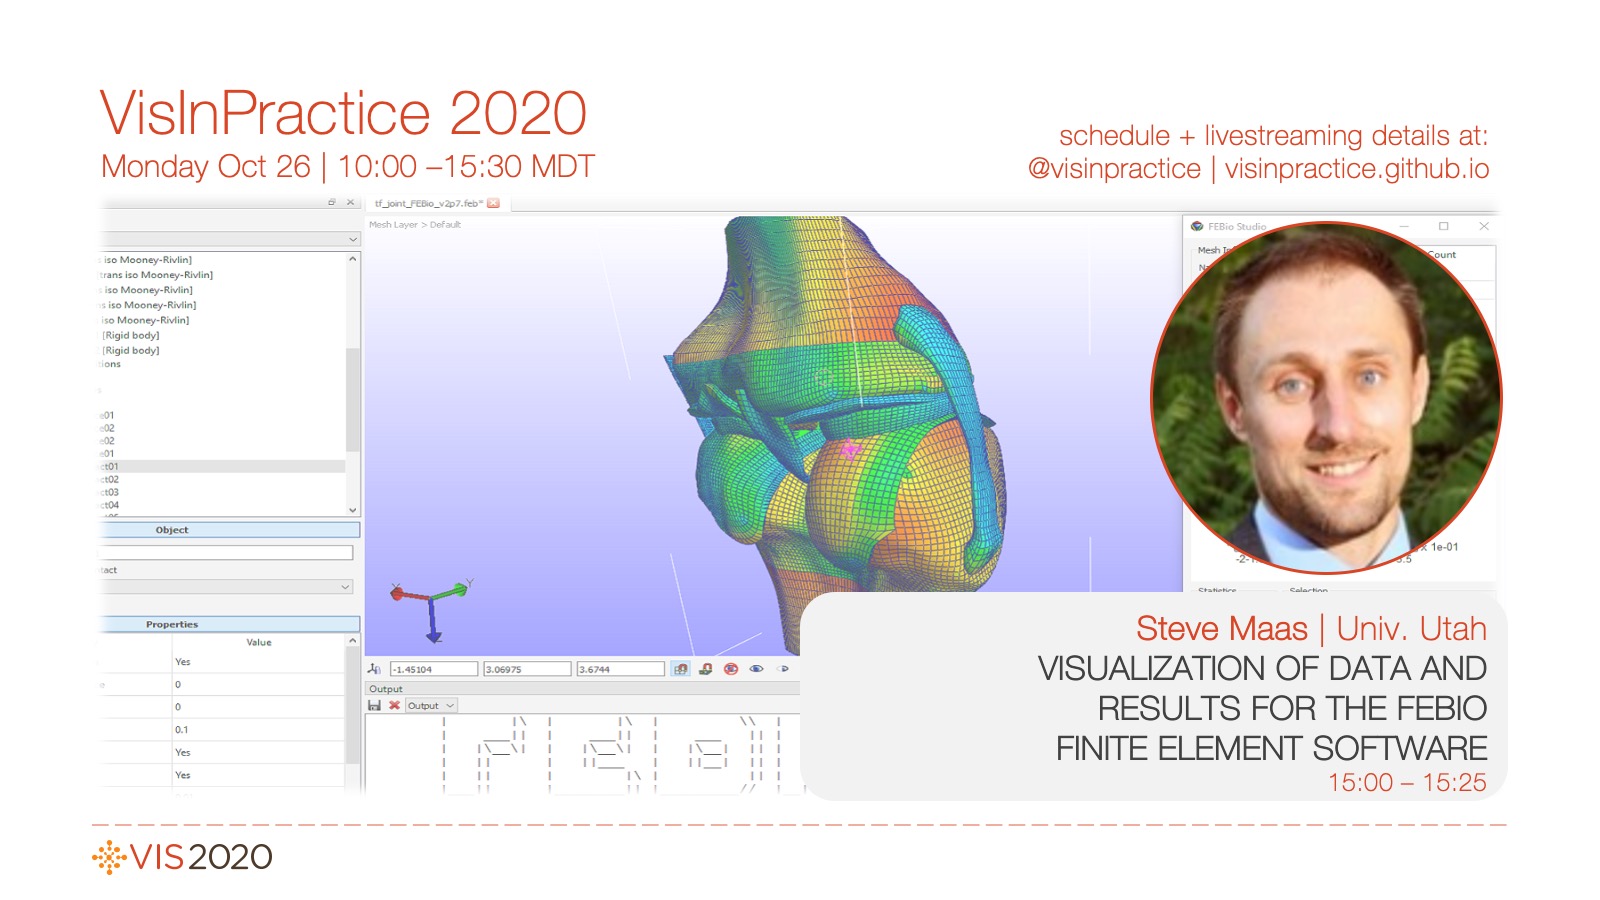 VisInPractice 2020
Monday Oct 26 | 10:00 –15:30 MDT
schedule + livestreaming details at:
@visinpractice | visinpractice.github.io
tf_joint_FEBio_v2p7.feb*
Mesh Layer > Default
iso Mooney-Rivlin]
trans iso Mooney-Rivlin]
iso Mooney-Rivlin]
iso Mooney-Rivlin]
iso Mooney-Rivlin]
[Rigid body]
[Rigid body]
ions
e01
e02
e02
e01
ct01
ct02
ct03
ct04
Object
tact
Properties
Value
Yes
0
0
0.1
Yes
Yes
X
Y
-1.45104
3.06975
3.6744
Output
Output
FEBio Studio
Mesh In
Count
x 1e-01
3.5
Statistics
Selection
Steve Maas | Univ. Utah
VISUALIZATION OF DATA AND
RESULTS FOR THE FEBIO
FINITE ELEMENT SOFTWARE
15:00 – 15:25
VIS2020